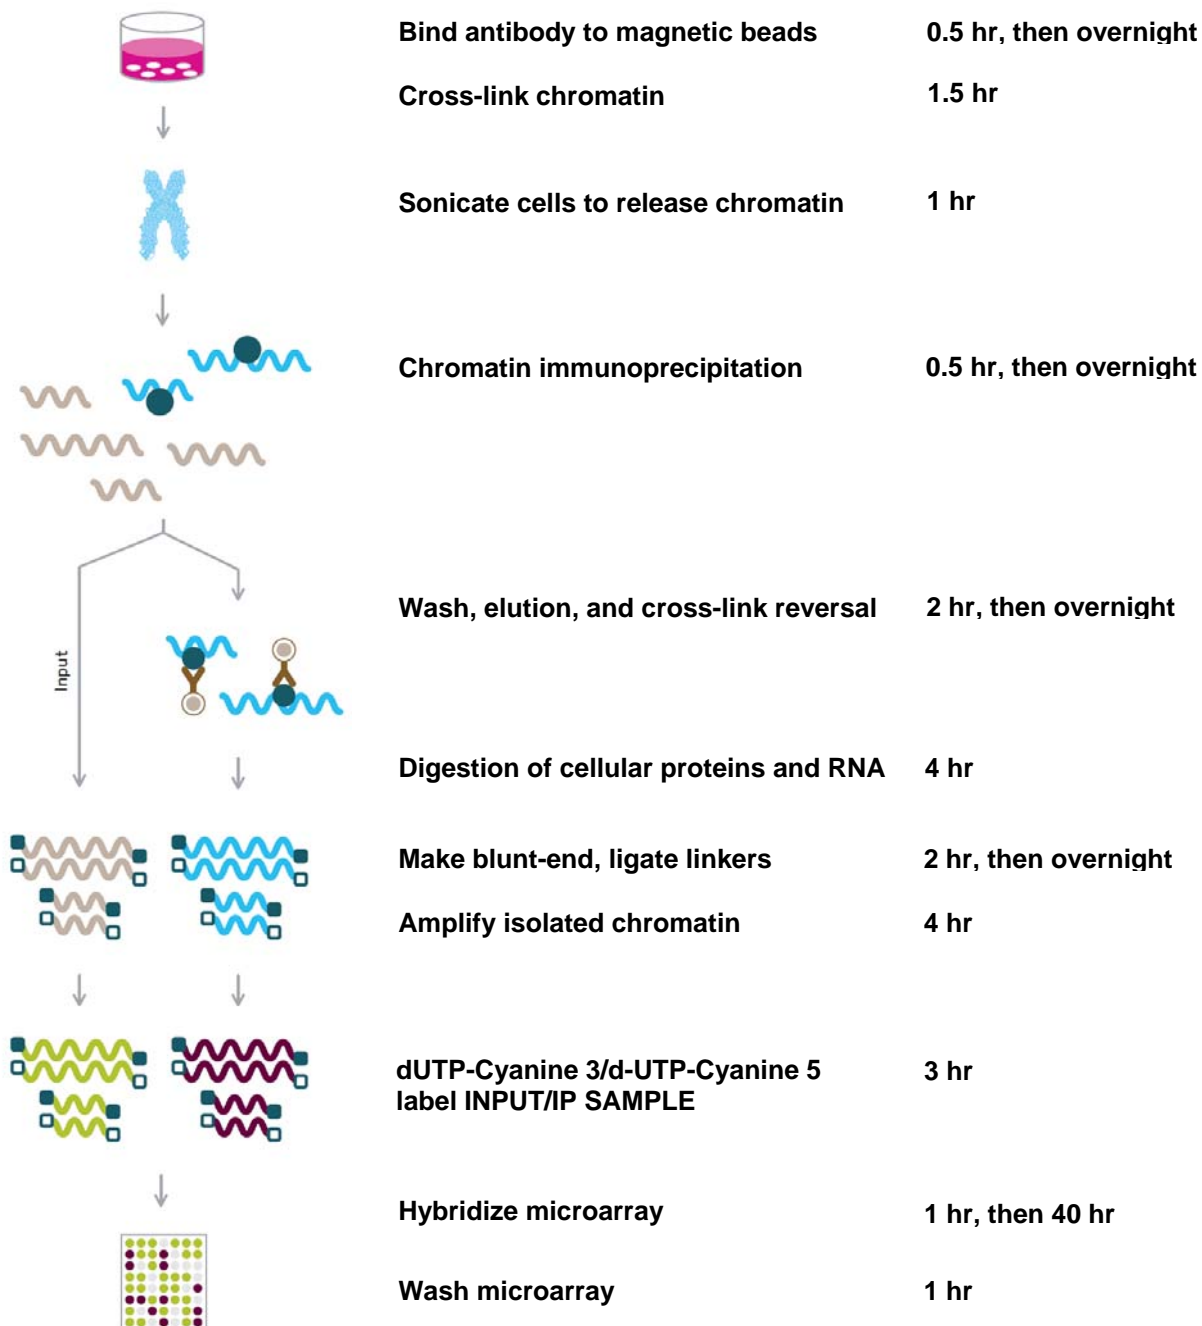 Bind antibody to magnetic beads 0.5 hr, then overnight
Cross-link chromatin 1.5 hr
Sonicate cells to release chromatin 1 hr
Chromatin immunoprecipitation 0.5 hr, then overnight
Wash, elution, and cross-link reversal 2 hr, then overnight
Input
Digestion of cellular proteins and RNA 4 hr
Make blunt-end, ligate linkers 2 hr, then overnight
Amplify isolated chromatin 4 hr
dUTP-Cyanine 3/d-UTP-Cyanine 5 3 hr
label INPUT/IP SAMPLE
Hybridize microarray 1 hr, then 40 hr
Wash microarray 1 hr